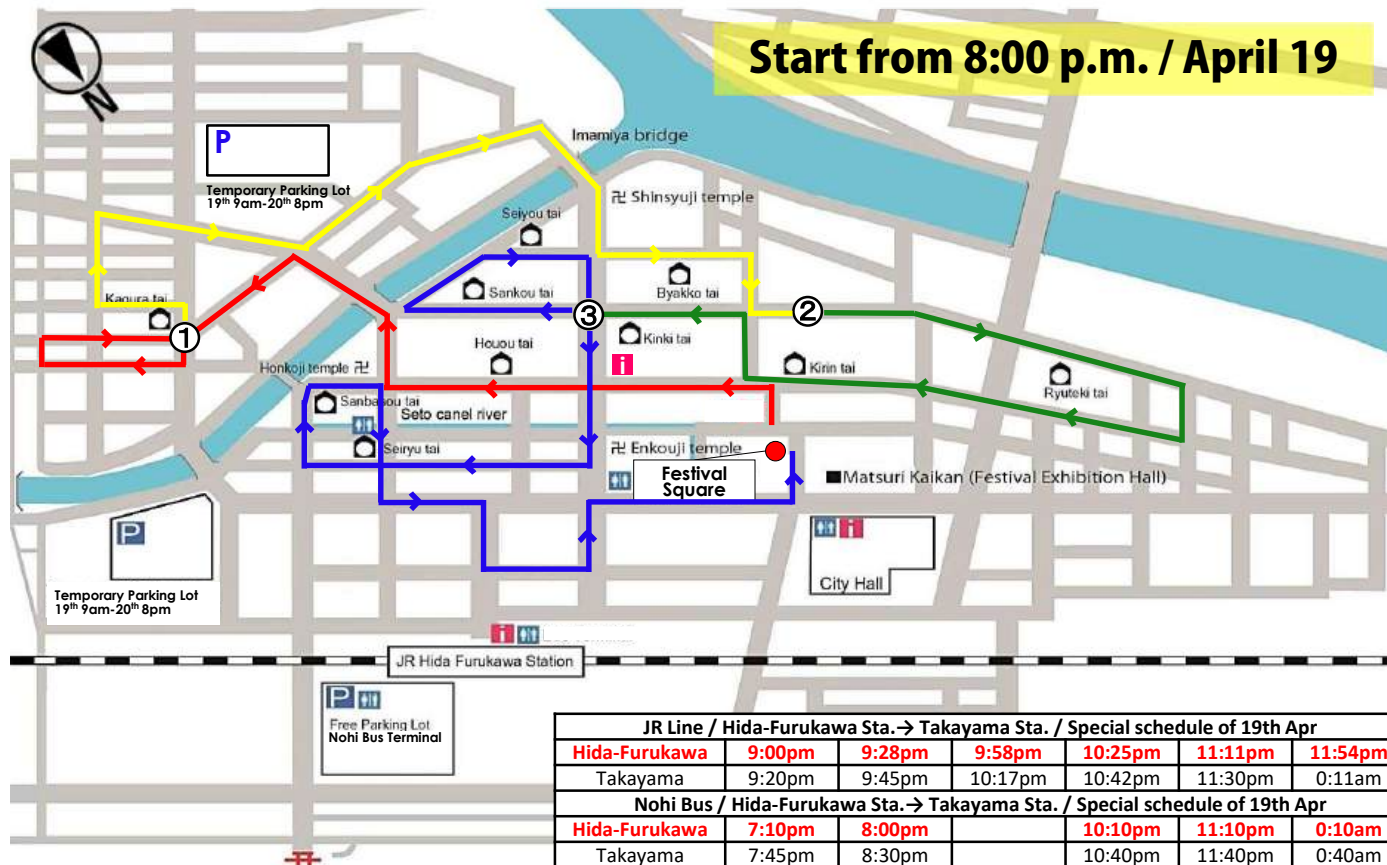 Start from 8:00 p.m. / April 19
N
P
Temporary Parking Lot
19th 9am-20th 8pm
Imamiya bridge
卍 Shinsyuji temple
Seiyou tai
Kagura tai
Sankou tai
Byakko tai
①
②
③
Houou tai
Kinki tai
Kirin tai
Ryuteki tai
Honkoji temple 卍
i
Sanbasou tai
Seto canel river
Seiryu tai
卍 Enkouji temple
Festival
Square
Matsuri Kaikan (Festival Exhibition Hall)
P
i
City Hall
Temporary Parking Lot
19th 9am-20th 8pm
i
JR Hida Furukawa Station
P
Free Parking Lot
Nohi Bus Terminal
JR Line / Hida-Furukawa Sta.→ Takayama Sta. / Special schedule of 19th Apr
Hida-Furukawa 9:00pm 9:28pm 9:58pm 10:25pm 11:11pm 11:54pm
Takayama 9:20pm 9:45pm 10:17pm 10:42pm 11:30pm 0:11am
Nohi Bus / Hida-Furukawa Sta.→ Takayama Sta. / Special schedule of 19th Apr
Hida-Furukawa 7:10pm 8:00pm 10:10pm 11:10pm 0:10am
Takayama 7:45pm 8:30pm 10:40pm 11:40pm 0:40am